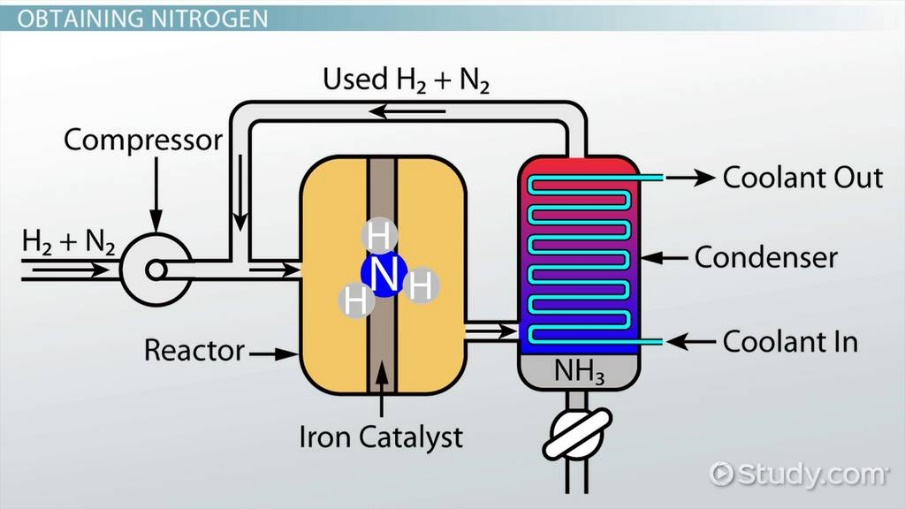 OBTAINING NITROGEN
Used H₂ + N₂
Compressor
Coolant Out
H₂ + N₂
H
N
H
H
Condenser
Reactor
Coolant In
NH₃
Iron Catalyst
Study.com